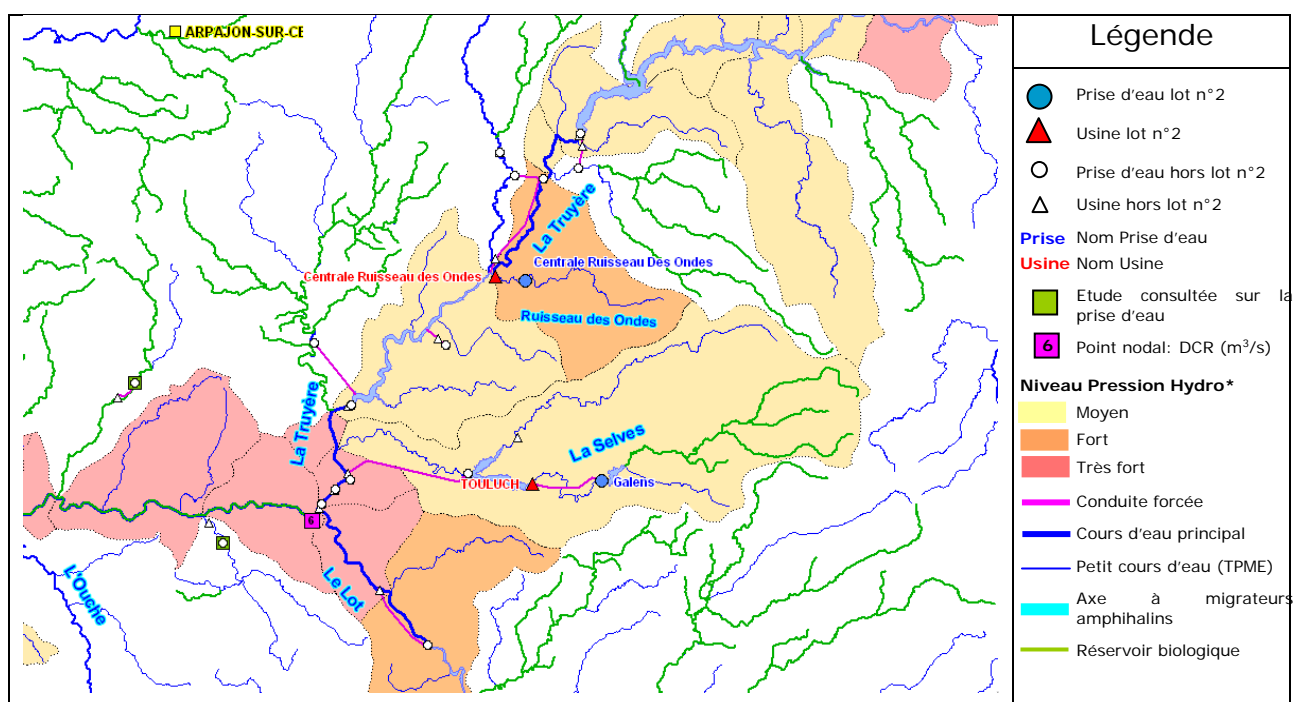 ARPAJON-SUR-CE
La Truyère
Centrale Ruisseau Des Ondes
Centrale Ruisseau des Ondes
Ruisseau des Ondes
La Truyère
La Selves
TOULUCH
Galens
6
Le Lot
L'Ouche
Légende
Prise d'eau lot n°2
Usine lot n°2
Prise d'eau hors lot n°2
Usine hors lot n°2
Prise Nom Prise d'eau
Usine Nom Usine
Etude consultée sur la
prise d'eau
6 Point nodal: DCR (m³/s)
Niveau Pression Hydro*
Moyen
Fort
Très fort
Conduite forcée
Cours d'eau principal
Petit cours d'eau (TPME)
Axe à migrateurs
amphihalins
Réservoir biologique